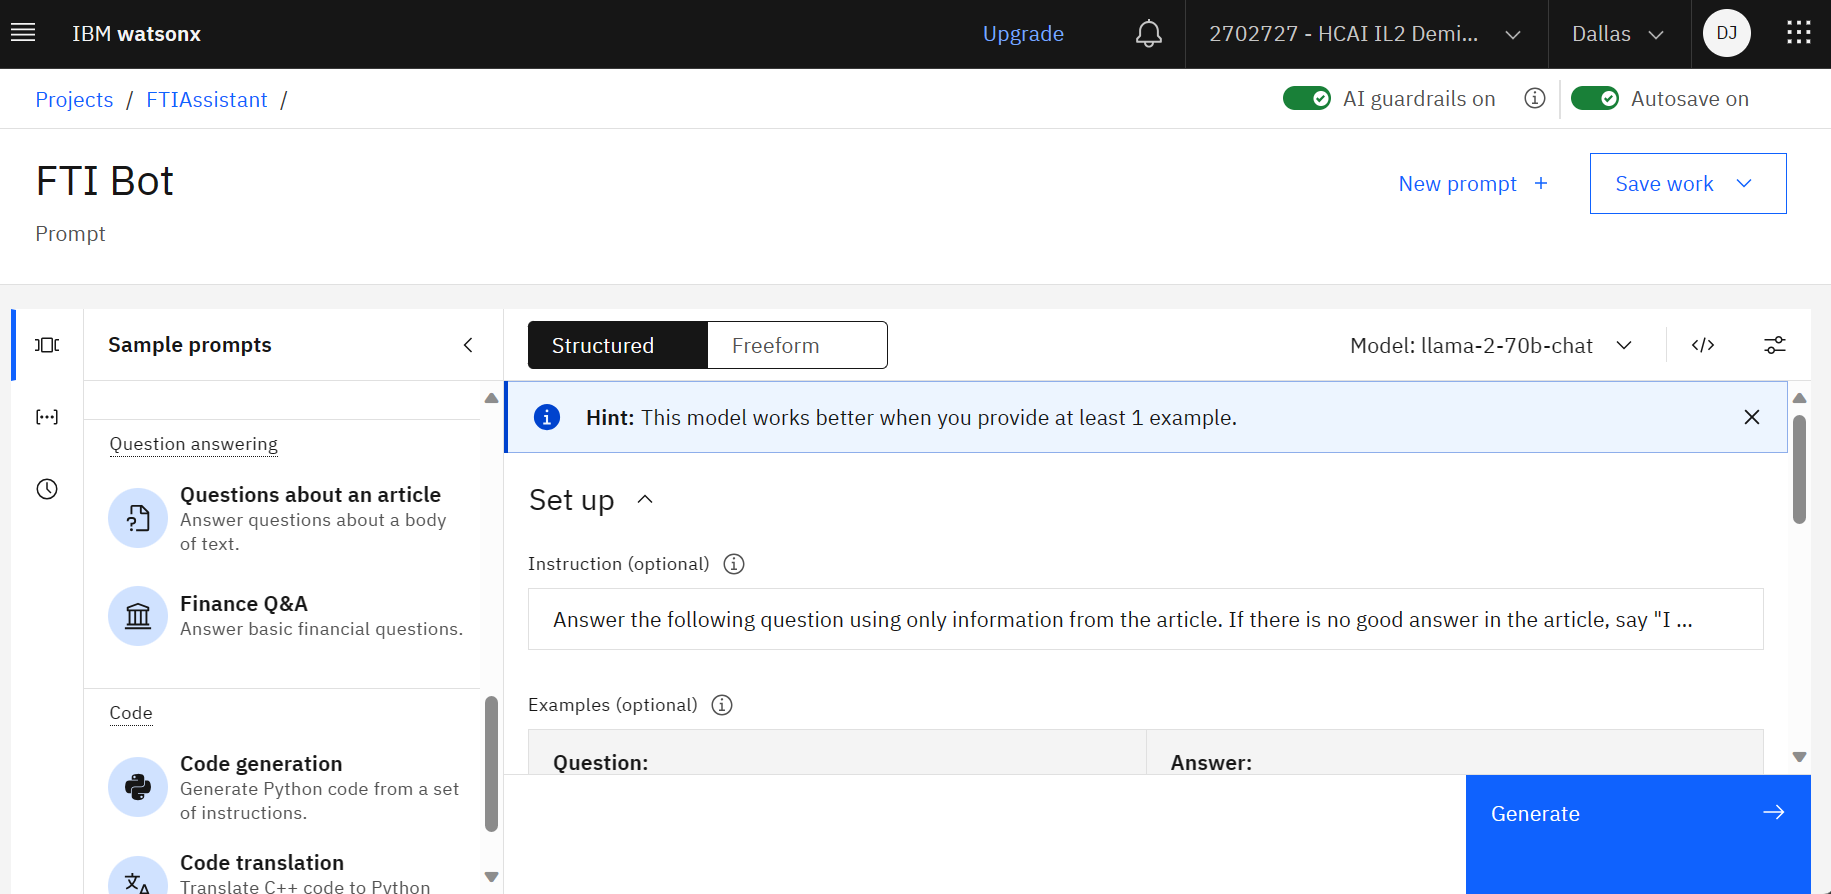 IBM watsonx
Upgrade
2702727 - HCAI IL2 Demi...
Dallas
DJ
Projects / FTIAssistant /
AI guardrails on
Autosave on
FTI Bot
New prompt +
Save work
Prompt
Sample prompts
Question answering
Questions about an article
Answer questions about a body
of text.
Finance Q&A
Answer basic financial questions.
Code
Code generation
Generate Python code from a set
of instructions.
Code translation
Translate C++ code to Python
Structured
Freeform
Model: llama-2-70b-chat
Hint: This model works better when you provide at least 1 example.
Set up
Instruction (optional)
Answer the following question using only information from the article. If there is no good answer in the article, say "I ...
Examples (optional)
Question:
Answer:
Generate